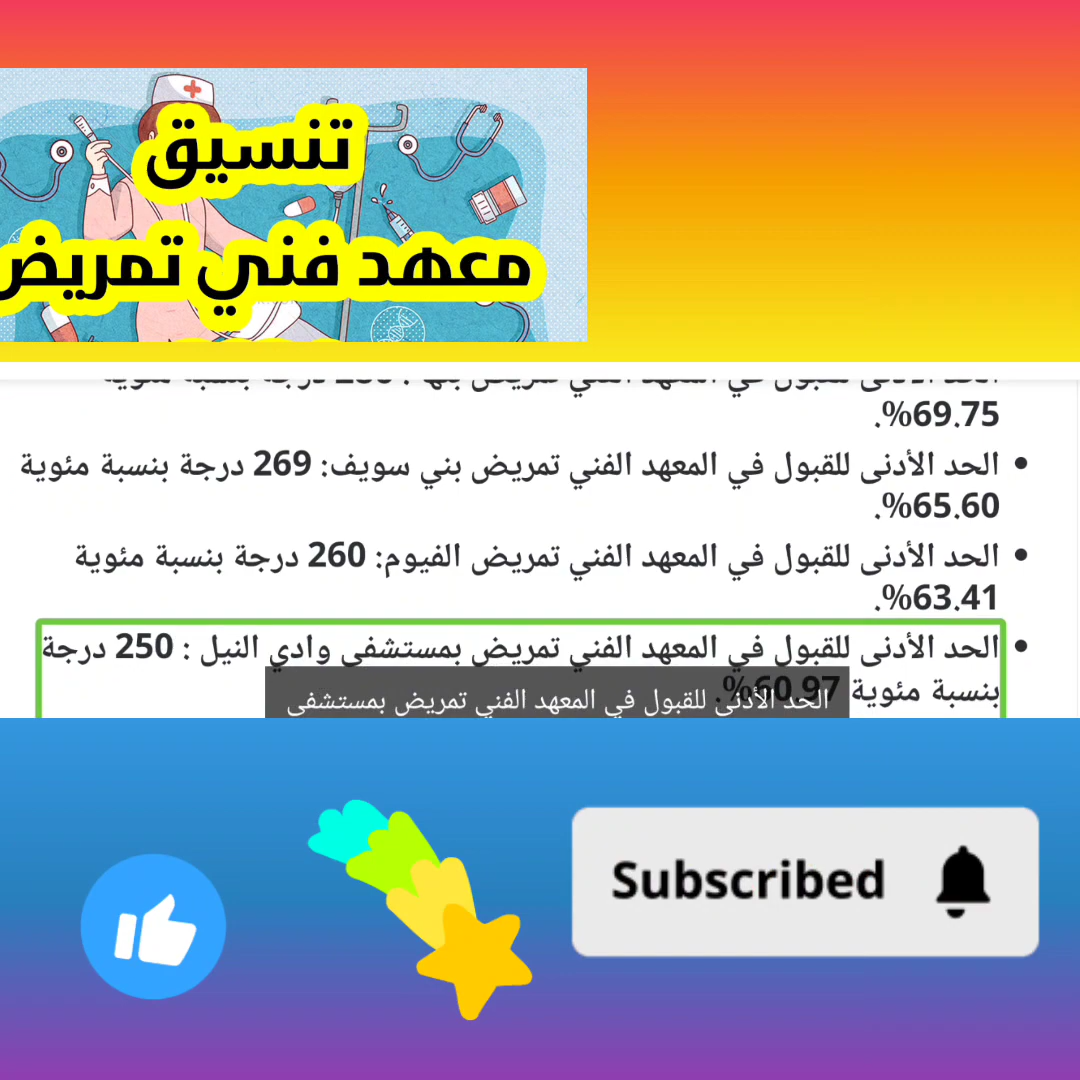 تنسيق
معهد فني تمريض
69.75%.
الحد الأدنى للقبول في المعهد الفني تمريض بني سويف: 269 درجة بنسبة مئوية
65.60%.
الحد الأدنى للقبول في المعهد الفني تمريض الفيوم: 260 درجة بنسبة مئوية
63.41%.
الحد الأدنى للقبول في المعهد الفني تمريض بمستشفى وادي النيل : 250 درجة
بنسبة مئوية 60.97%.
الحد الأدنى للقبول في المعهد الفني تمريض بمستشفى
Subscribed